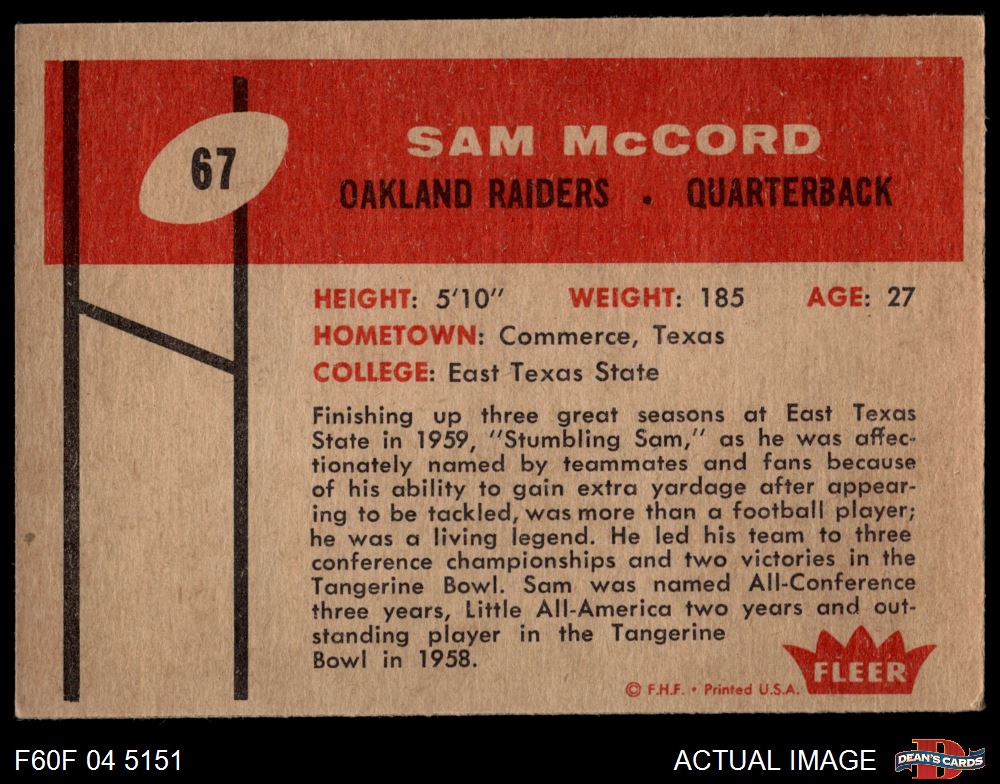 67
SAM McCORD
OAKLAND RAIDERS . QUARTERBACK
HEIGHT: 5'10" WEIGHT: 185 AGE: 27
HOMETOWN: Commerce, Texas
COLLEGE: East Texas State
Finishing up three great seasons at East Texas
State in 1959, "Stumbling Sam," as he was affec-
tionately named by teammates and fans because
of his ability to gain extra yardage after appear-
ing to be tackled, was more than a football player;
he was a living legend. He led his team to three
conference championships and two victories in the
Tangerine Bowl. Sam was named All-Conference
three years, Little All-America two years and out-
standing player in the Tangerine
Bowl in 1958.
FLEER
© F.H.F. • Printed U.S.A.
F60F 04 5151
ACTUAL IMAGE
D
DEAN'S CARDS